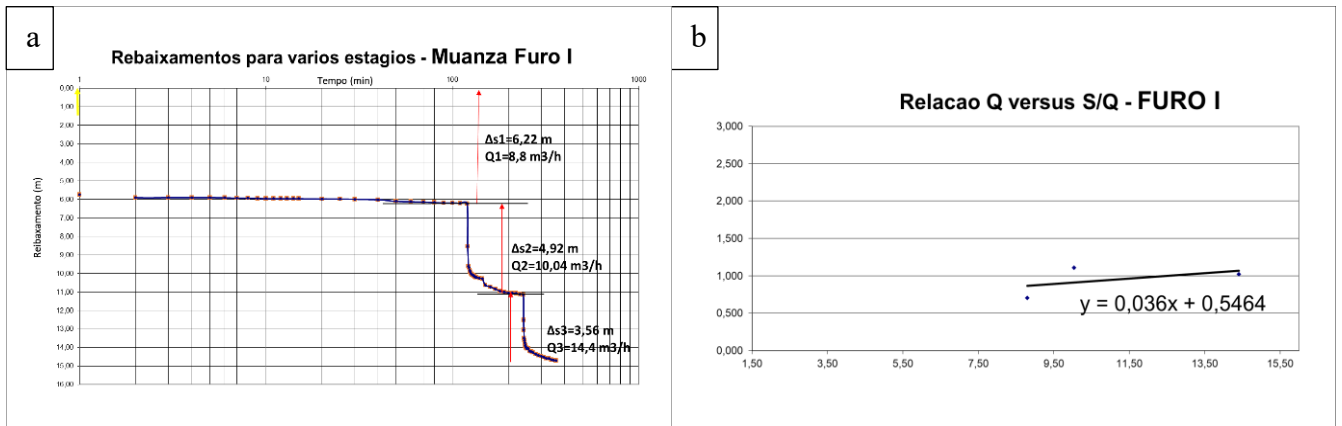 a
Rebaixamentos para varios estagios - Muanza Furo I
Tempo (min)
1
10
100
1000
0,00
1,00
2,00
3,00
4,00
5,00
6,00
7,00
8,00
9,00
10,00
11,00
12,00
13,00
14,00
15,00
16,00
Reibaxamento (m)
Δs1=6,22 m
Q1=8,8 m3/h
Δs2=4,92 m
Q2=10,04 m3/h
Δs3=3,56 m
Q3=14,4 m3/h
b
Relacao Q versus S/Q - FURO I
3,000
2,500
2,000
1,500
1,000
0,500
0,000
y = 0,036x + 0,5464
1,50
3,50
5,50
7,50
9,50
11,50
13,50
15,50